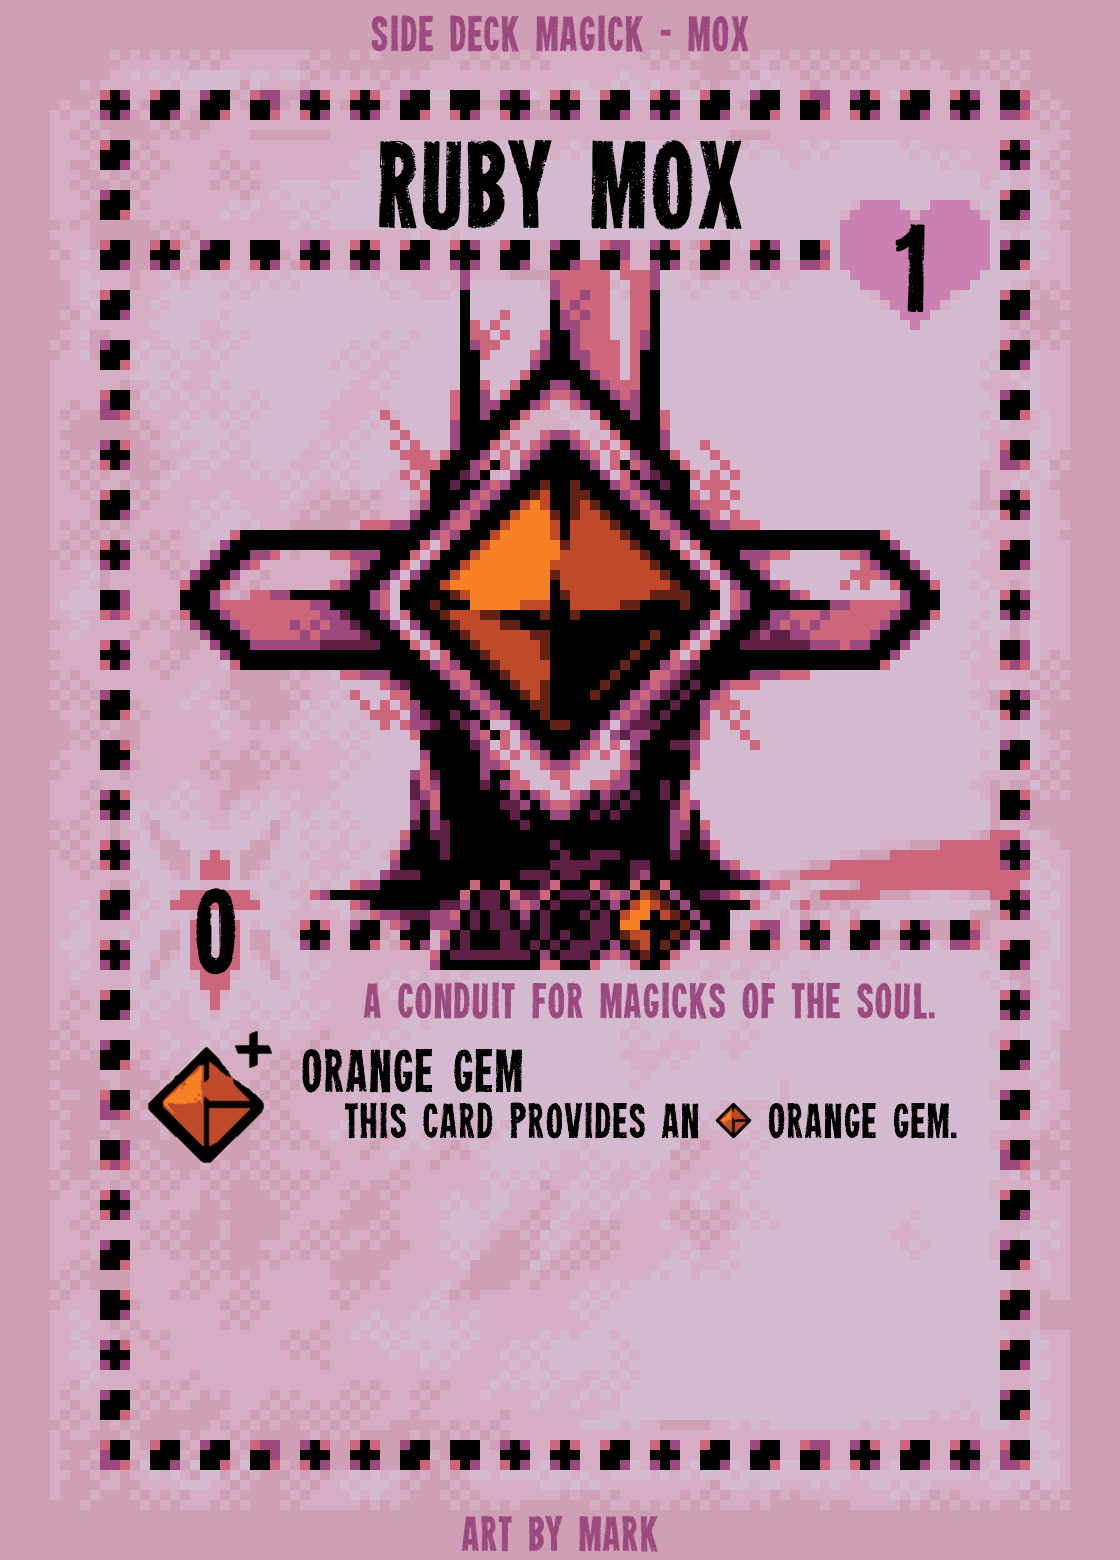 SIDE DECK MAGICK - MOX
RUBY MOX
1
0
A CONDUIT FOR MAGICKS OF THE SOUL.
ORANGE GEM
THIS CARD PROVIDES AN ORANGE GEM.
ART BY MARK